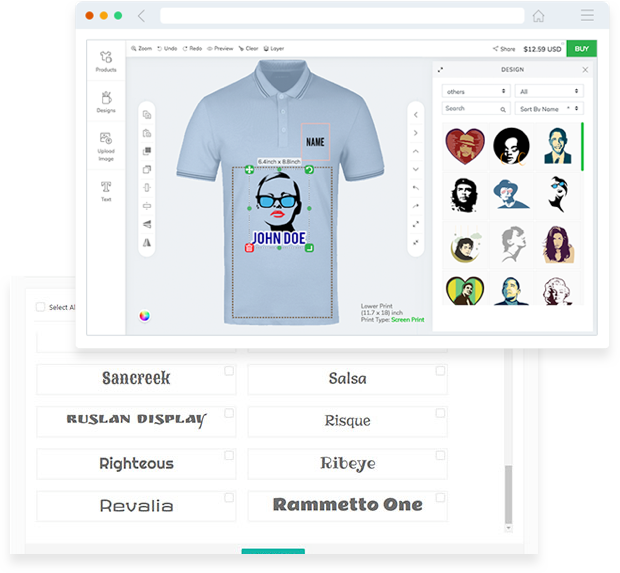 Zoom Undo Redo Preview Clear Layer
Share $12.59 USD BUY
Products
Designs
Upload
Image
Text
NAME
6.4inch x 9.8inch
JOHN DOE
Lower Print
(11.7 x 18) inch
Print Type: Screen Print
DESIGN
others All
Search Sort By Name
Select Al
Sancreek Salsa
RUSLAN DISPLAY Risque
Righteous Ribeye
Revalia Rammetto One